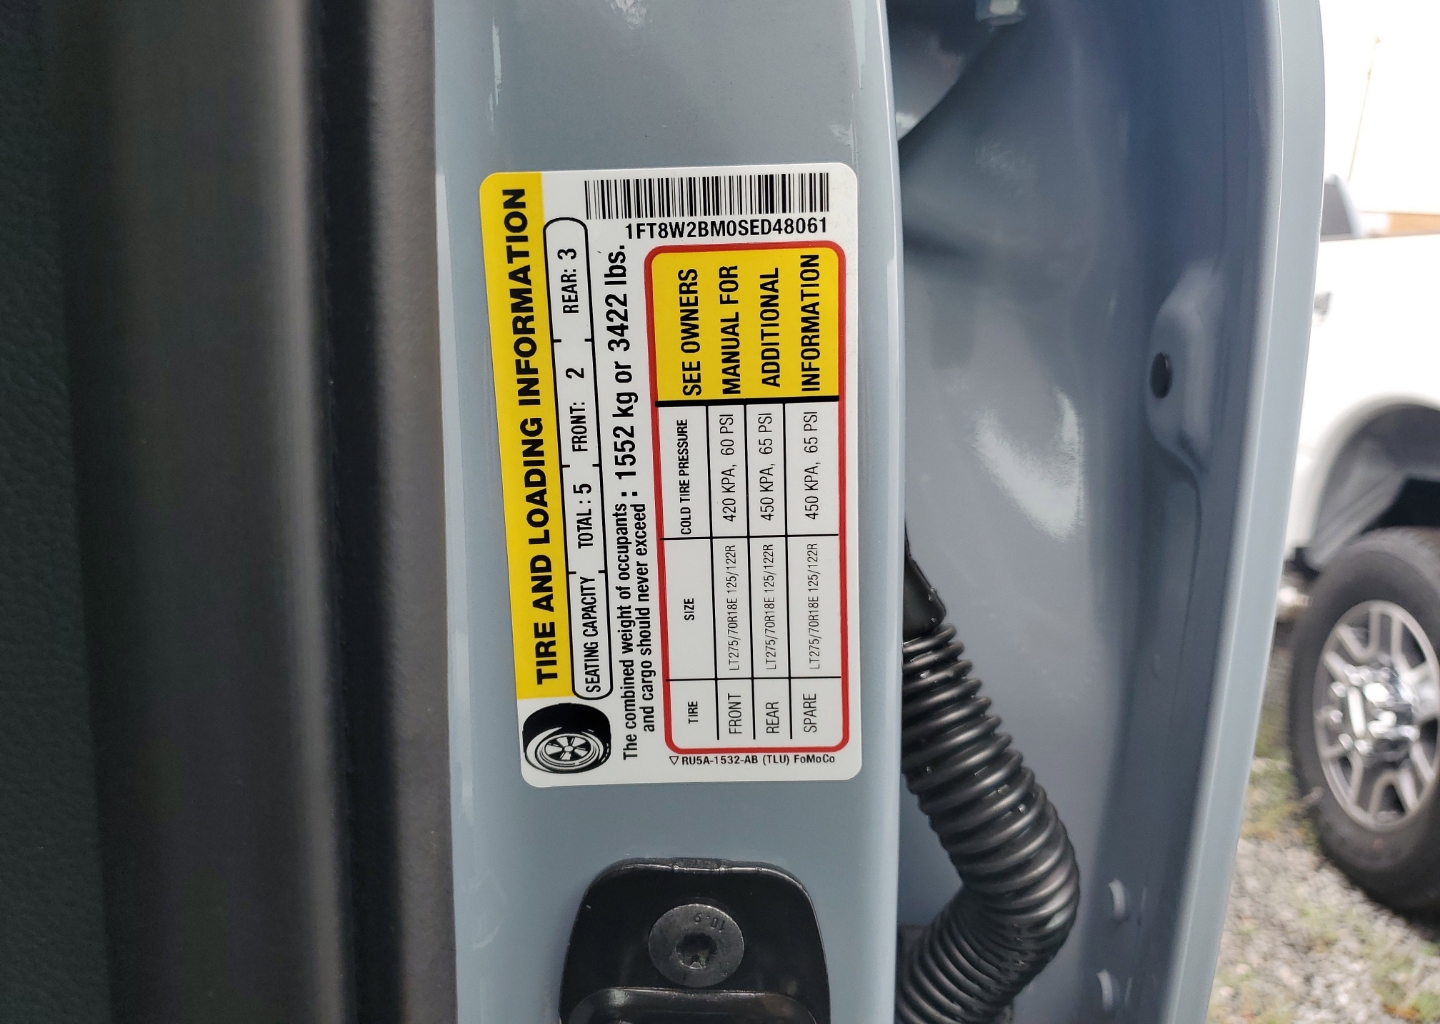 TIRE AND LOADING INFORMATION
SEATING CAPACITY TOTAL : 5 FRONT: 2 REAR: 3
The combined weight of occupants
and cargo should never exceed : 1552 kg or 3422 lbs.
1FT8W2BM0SED48061
TIRE SIZE COLD TIRE PRESSURE
FRONT LT275/70R18E 125/122R 420 KPA, 60 PSI
REAR LT275/70R18E 125/122R 450 KPA, 65 PSI
SPARE LT275/70R18E 125/122R 450 KPA, 65 PSI
SEE OWNERS
MANUAL FOR
ADDITIONAL
INFORMATION
RU5A-1532-AB (TLU) FoMoCo
10.9